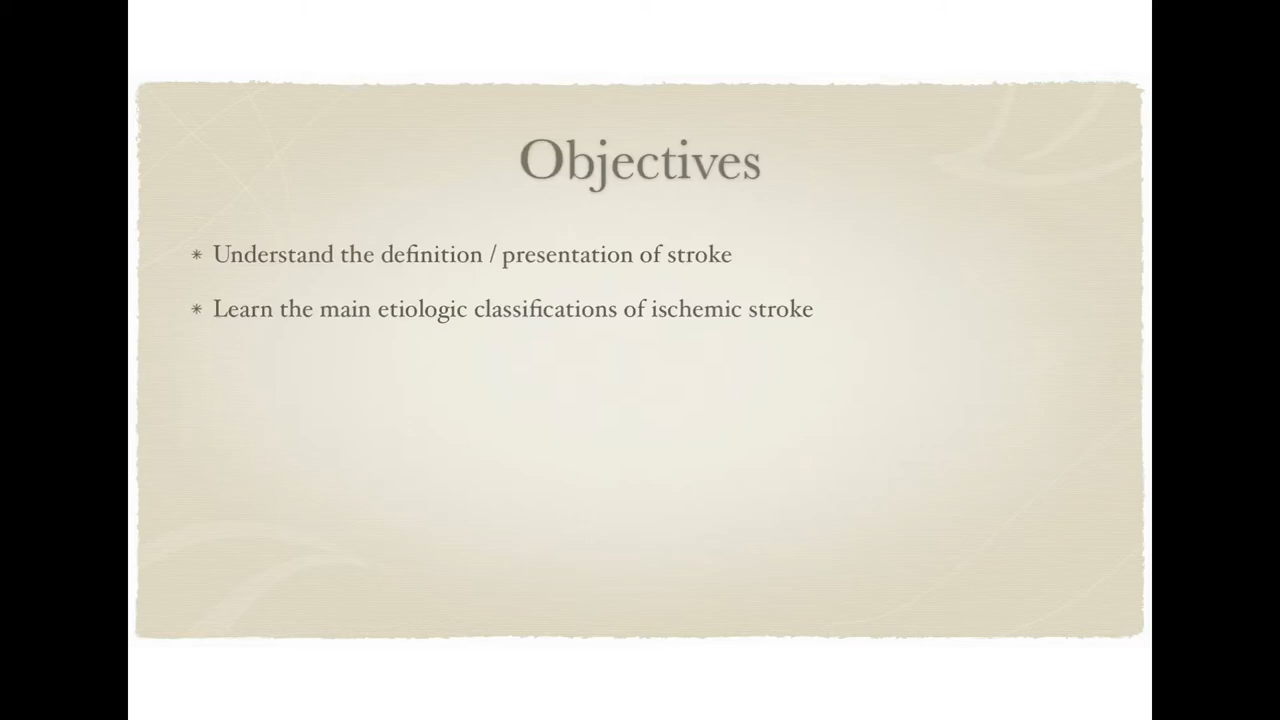 Objectives
* Understand the definition / presentation of stroke
* Learn the main etiologic classifications of ischemic stroke